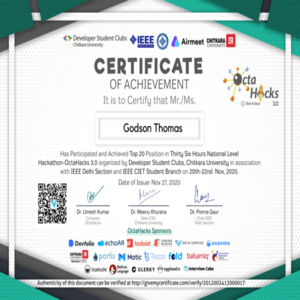 Developer Student Clubs
Chitkara University
IEEE
Airmeet
CHITKARA
UNIVERSITY
CERTIFICATE
OF ACHIEVEMENT
It is to Certify that Mr./Ms.
Octa
Hacks
3.0
Godson Thomas
Has Participated and Achieved Top 20 Position in Thirty Six Hours National Level
Hackathon-OctaHacks 3.0 organized by Developer Student Clubs, Chitkara University in association
with IEEE Delhi Section and IEEE CIET Student Branch on 20th-22nd Nov, 2020.
Date of Issue Nov 27, 2020
Dr. Umesh Kumar
Dr. Meenu Khurana
Dr. Prerna Gaur
OctaHacks Sponsors
Devfolio
echoAR
todoist
SASHIDO
portis
Matic
Tezos
fold
balsamiq
taskade
CLERKY
Interview Cake
Authenticity of this document can be verified at http://givemycertificate.com/verify/2012002413000017